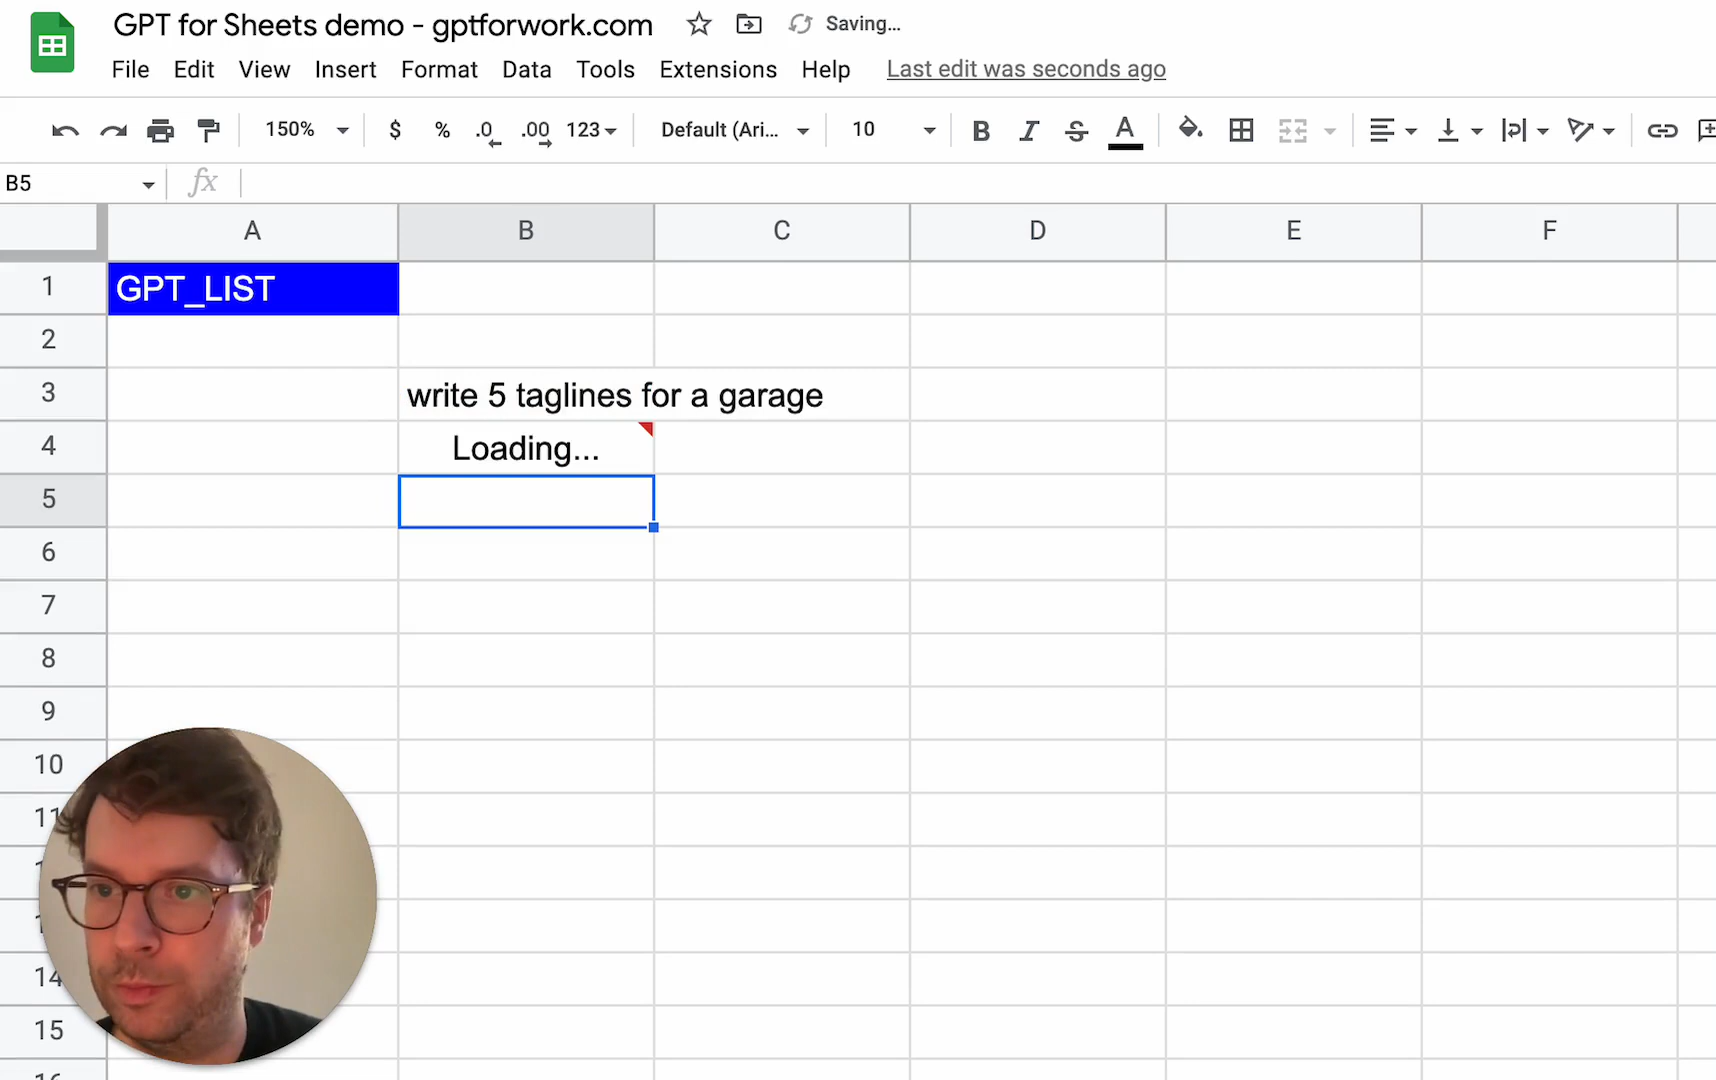 GPT for Sheets demo - gptforwork.com Saving...
File Edit View Insert Format Data Tools Extensions Help Last edit was seconds ago
150% $ % .0 .00 123 Default (Ari... 10 B I S A
B5 fx
A B C D E F
1 GPT_LIST
2
3 write 5 taglines for a garage
4 Loading...
5
6
7
8
9
10
11
14
15